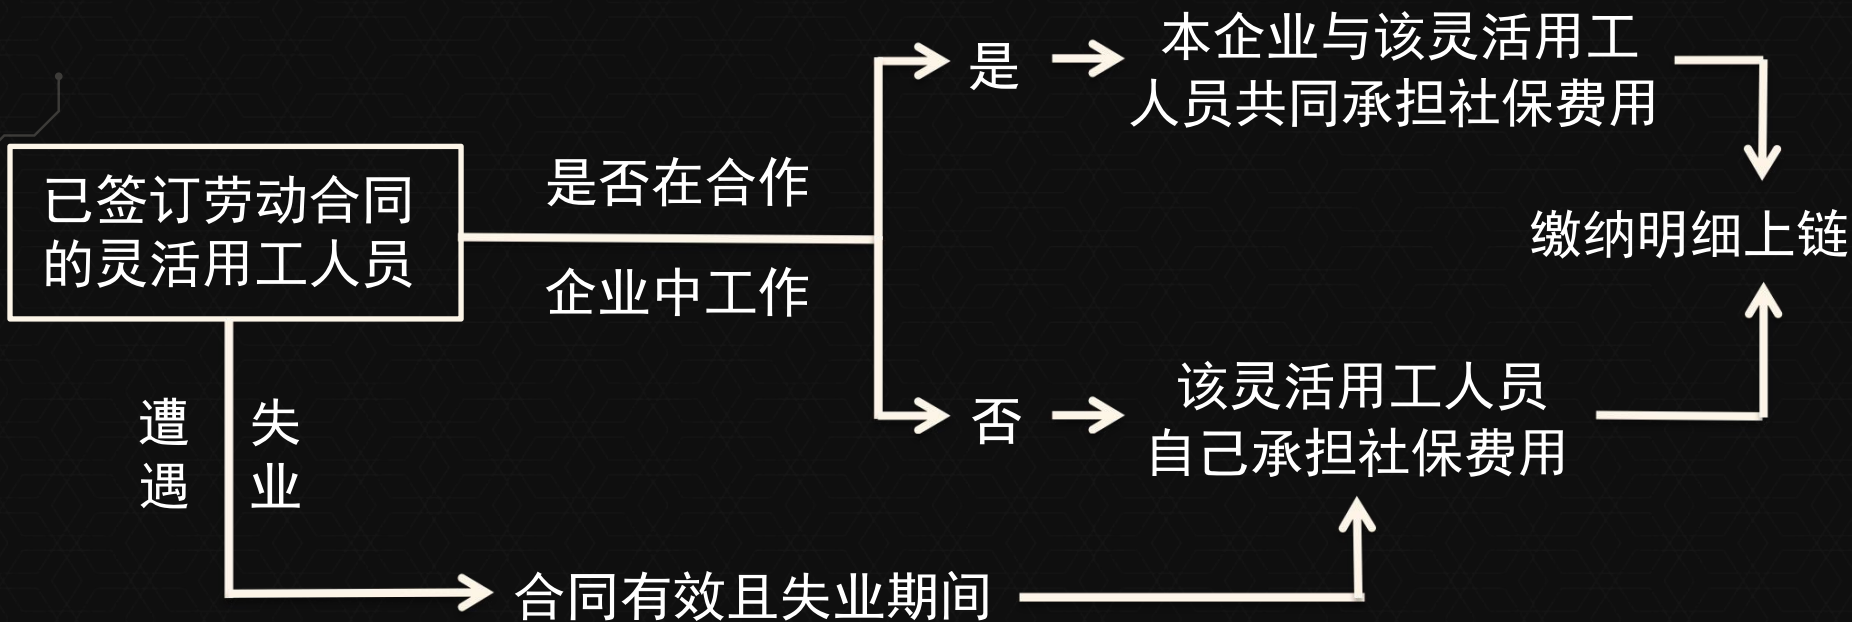 已签订劳动合同
的灵活用工人员
是否在合作
企业中工作
是
本企业与该灵活用工
人员共同承担社保费用
否
该灵活用工人员
自己承担社保费用
缴纳明细上链
遭遇
失业
合同有效且失业期间